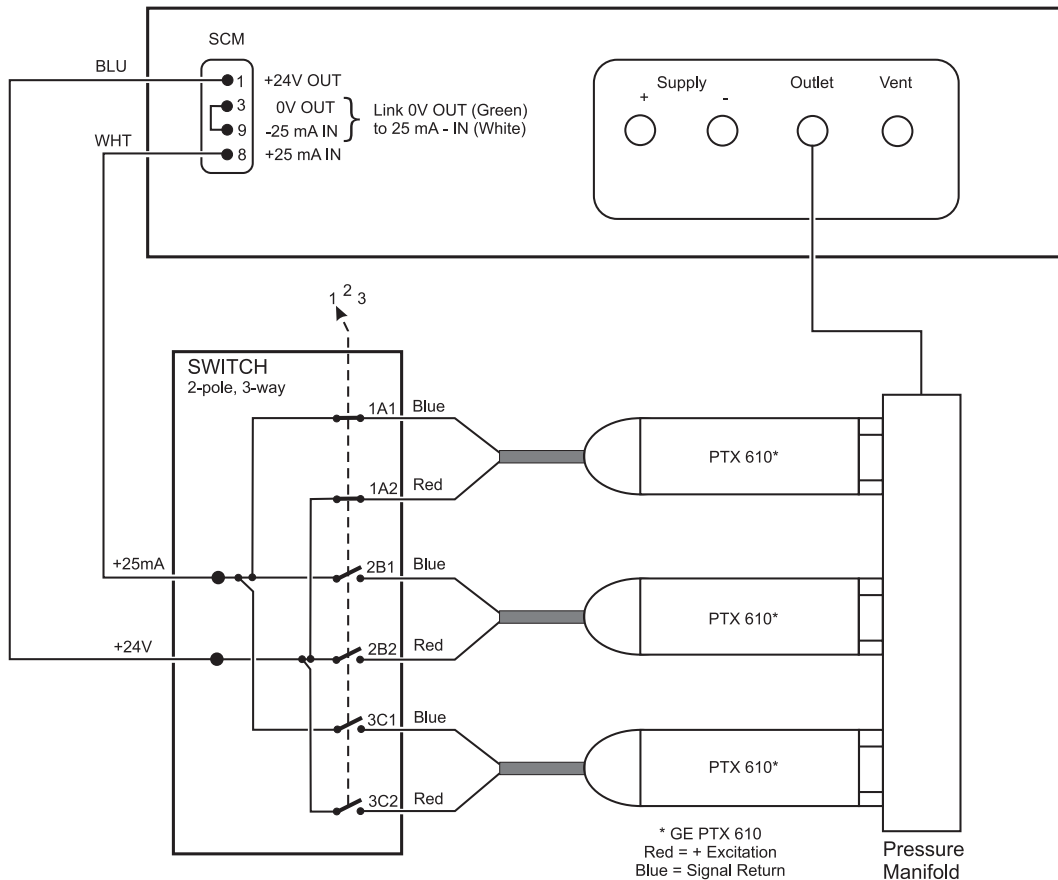 SCM
BLU
1 +24V OUT
3 0V OUT
9 -25 mA IN
Link 0V OUT (Green)
to 25 mA - IN (White)
WHT
8 +25 mA IN
Supply
+ -
Outlet
Vent
1 2 3
SWITCH
2-pole, 3-way
1A1 Blue
1A2 Red
PTX 610*
+25mA
2B1 Blue
+24V
2B2 Red
PTX 610*
3C1 Blue
3C2 Red
PTX 610*
* GE PTX 610
Red = + Excitation
Blue = Signal Return
Pressure
Manifold